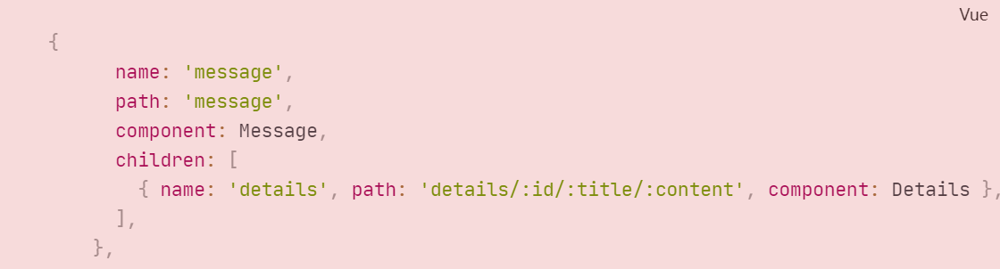 Vue
{
name: 'message',
path: 'message',
component: Message,
children: [
{ name: 'details', path: 'details/:id/:title/:content', component: Details },
],
},